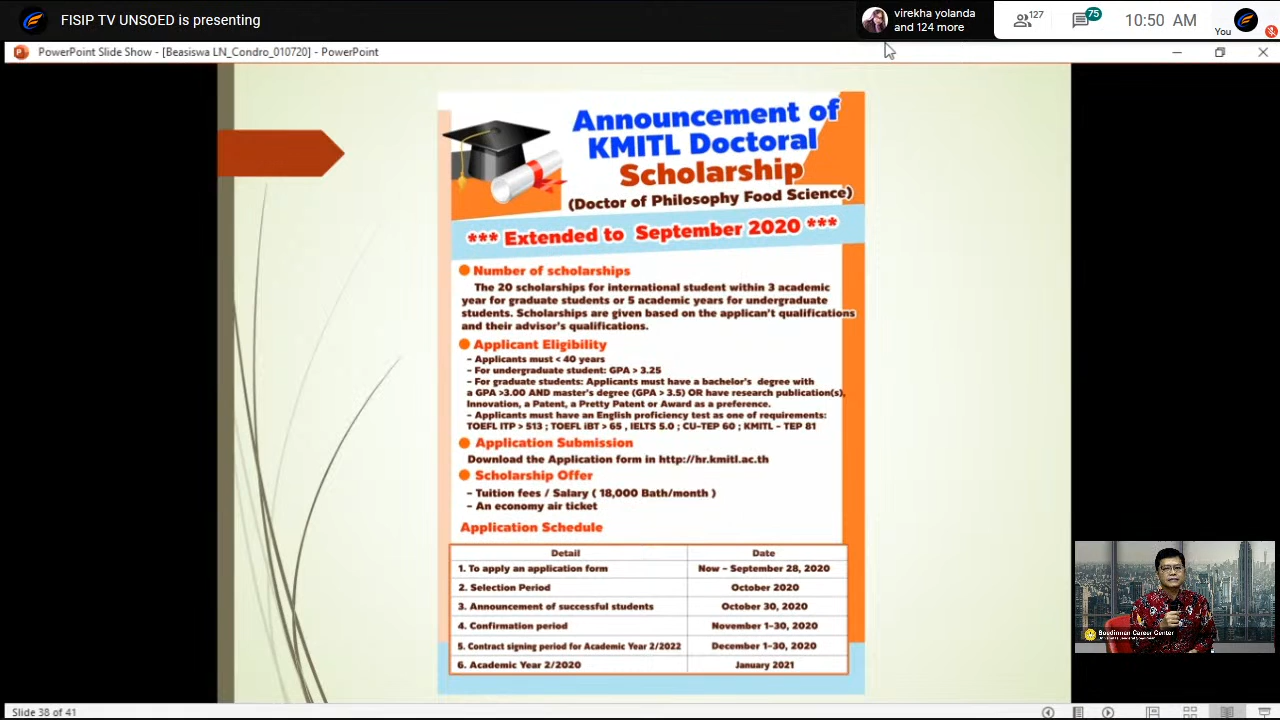 FISIP TV UNSOED is presenting
virekha yolanda
and 124 more
127
75
10:50 AM
You
PowerPoint Slide Show - [Beasiswa LN_Condro_010720] - PowerPoint
Announcement of
KMITL Doctoral
Scholarship
(Doctor of Philosophy Food Science)
*** Extended to September 2020 ***
Number of scholarships
The 20 scholarships for international student within 3 academic
year for graduate students or 5 academic years for undergraduate
students. Scholarships are given based on the applican't qualifications
and their advisor's qualifications.
Applicant Eligibility
- Applicants must < 40 years
- For undergraduate student: GPA > 3.25
- For graduate students: Applicants must have a bachelor's degree with
a GPA >3.00 AND master's degree (GPA > 3.5) OR have research publication(s),
Innovation, a Patent, a Pretty Patent or Award as a preference.
- Applicants must have an English proficiency test as one of requirements:
TOEFL ITP > 513 ; TOEFL iBT > 65 , IELTS 5.0 ; CU-TEP 60 ; KMITL - TEP 81
Application Submission
Download the Application form in http://hr.kmitl.ac.th
Scholarship Offer
- Tuition fees / Salary ( 18,000 Bath/month )
- An economy air ticket
Application Schedule
Detail Date
1. To apply an application form Now - September 28, 2020
2. Selection Period October 2020
3. Announcement of successful students October 30, 2020
4. Confirmation period November 1-30, 2020
5. Contract signing period for Academic Year 2/2022 December 1-30, 2020
6. Academic Year 2/2020 January 2021
Soedirman Career Center
Slide 38 of 41